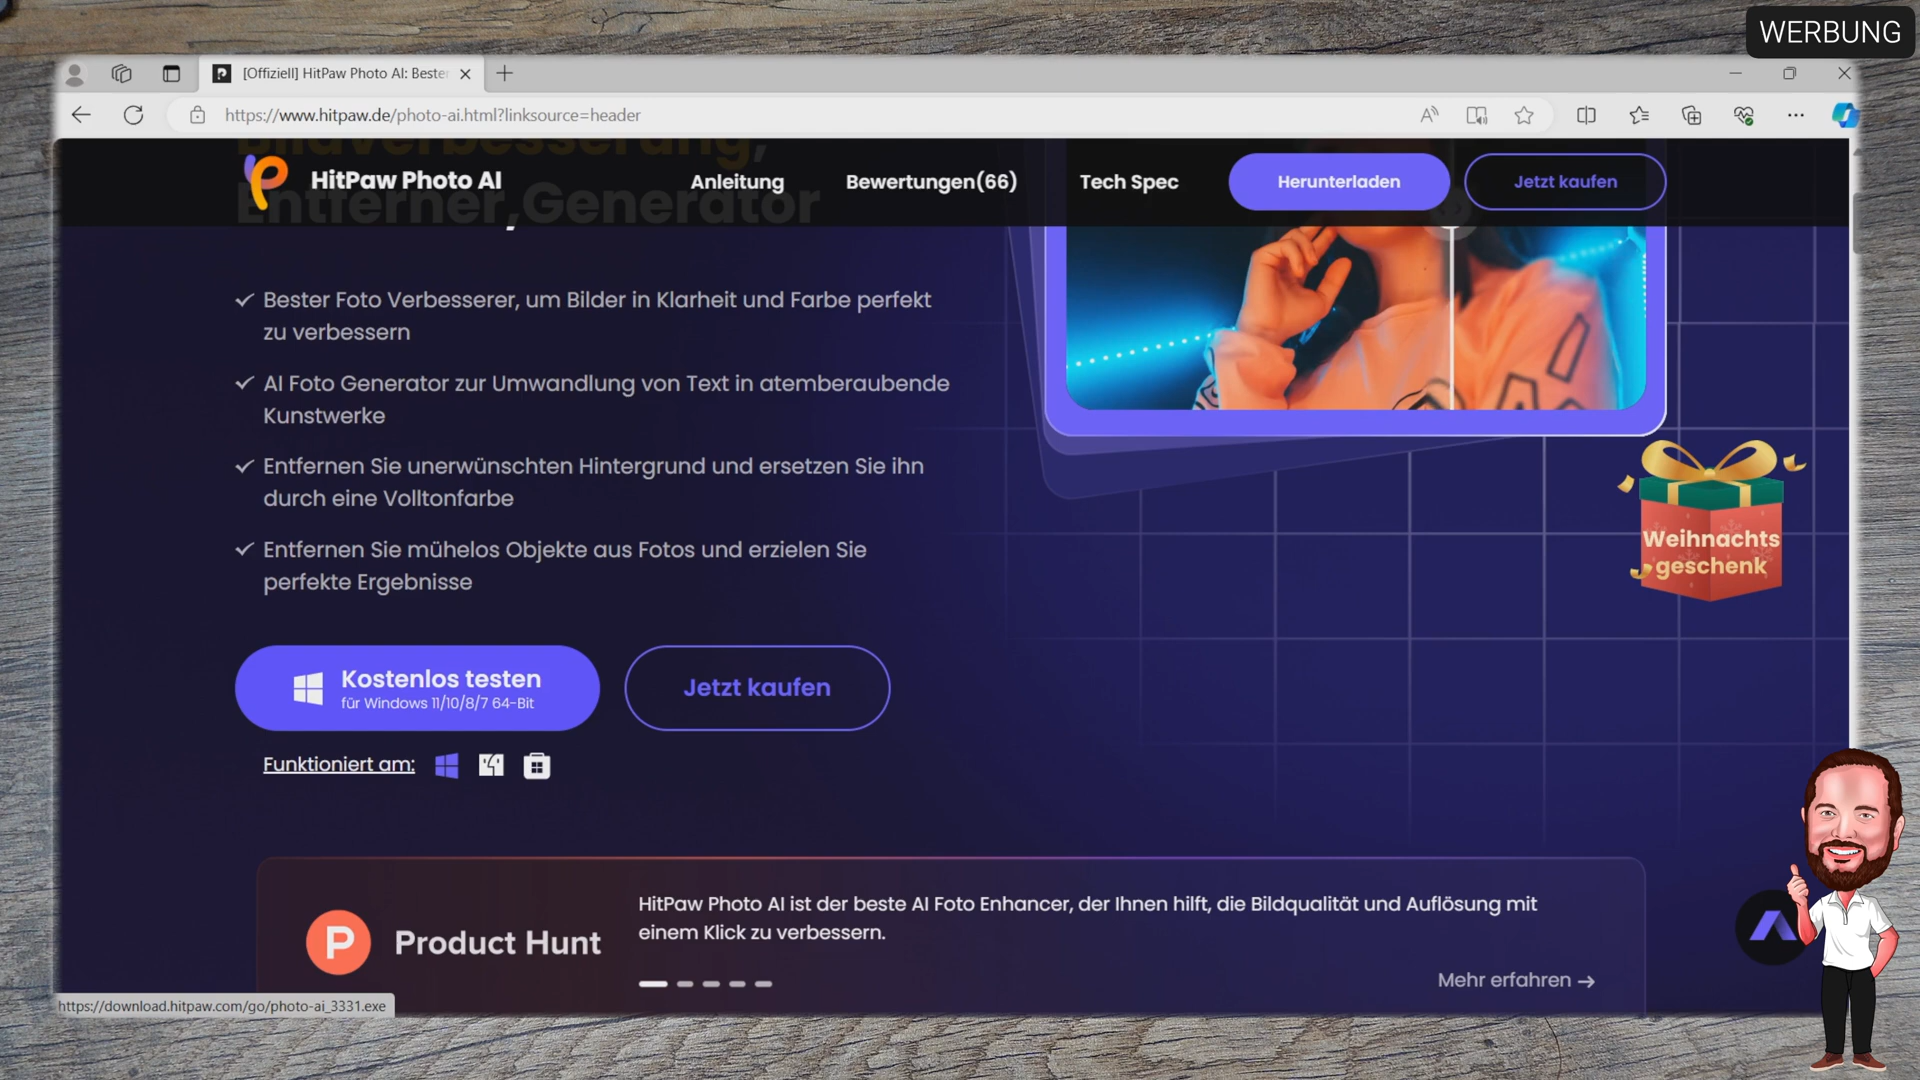 WERBUNG
[Offiziell] HitPaw Photo AI: Beste
https://www.hitpaw.de/photo-ai.html?linksource=header
Bildverbesserung,
Entferner,Generator
HitPaw Photo AI
Anleitung
Bewertungen(66)
Tech Spec
Herunterladen
Jetzt kaufen
Bester Foto Verbesserer, um Bilder in Klarheit und Farbe perfekt
zu verbessern
AI Foto Generator zur Umwandlung von Text in atemberaubende
Kunstwerke
Entfernen Sie unerwünschten Hintergrund und ersetzen Sie ihn
durch eine Volltonfarbe
Entfernen Sie mühelos Objekte aus Fotos und erzielen Sie
perfekte Ergebnisse
Weihnachts
geschenk
Kostenlos testen
für Windows 11/10/8/7 64-Bit
Jetzt kaufen
Funktioniert am:
P
Product Hunt
HitPaw Photo AI ist der beste AI Foto Enhancer, der Ihnen hilft, die Bildqualität und Auflösung mit
einem Klick zu verbessern.
Mehr erfahren →
https://download.hitpaw.com/go/photo-ai_3331.exe